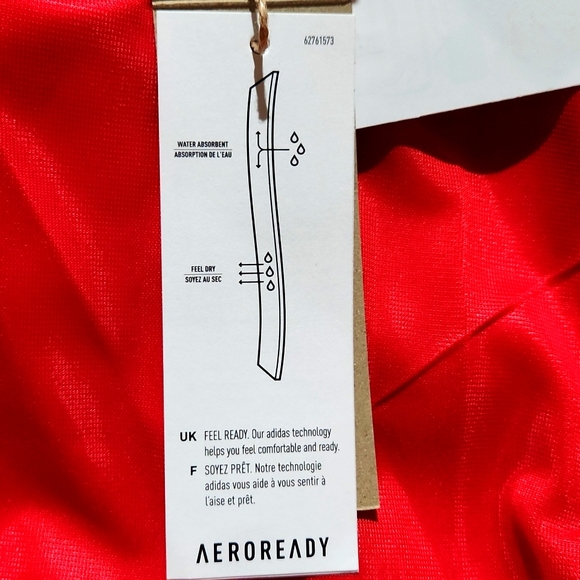 62761573
WATER ABSORBENT
ABSORPTION DE L'EAU
FEEL DRY
SOYEZ AU SEC
UK FEEL READY. Our adidas technology
helps you feel comfortable and ready.
F SOYEZ PRÊT. Notre technologie
adidas vous aide à vous sentir à
l'aise et prêt.
AEROREADY